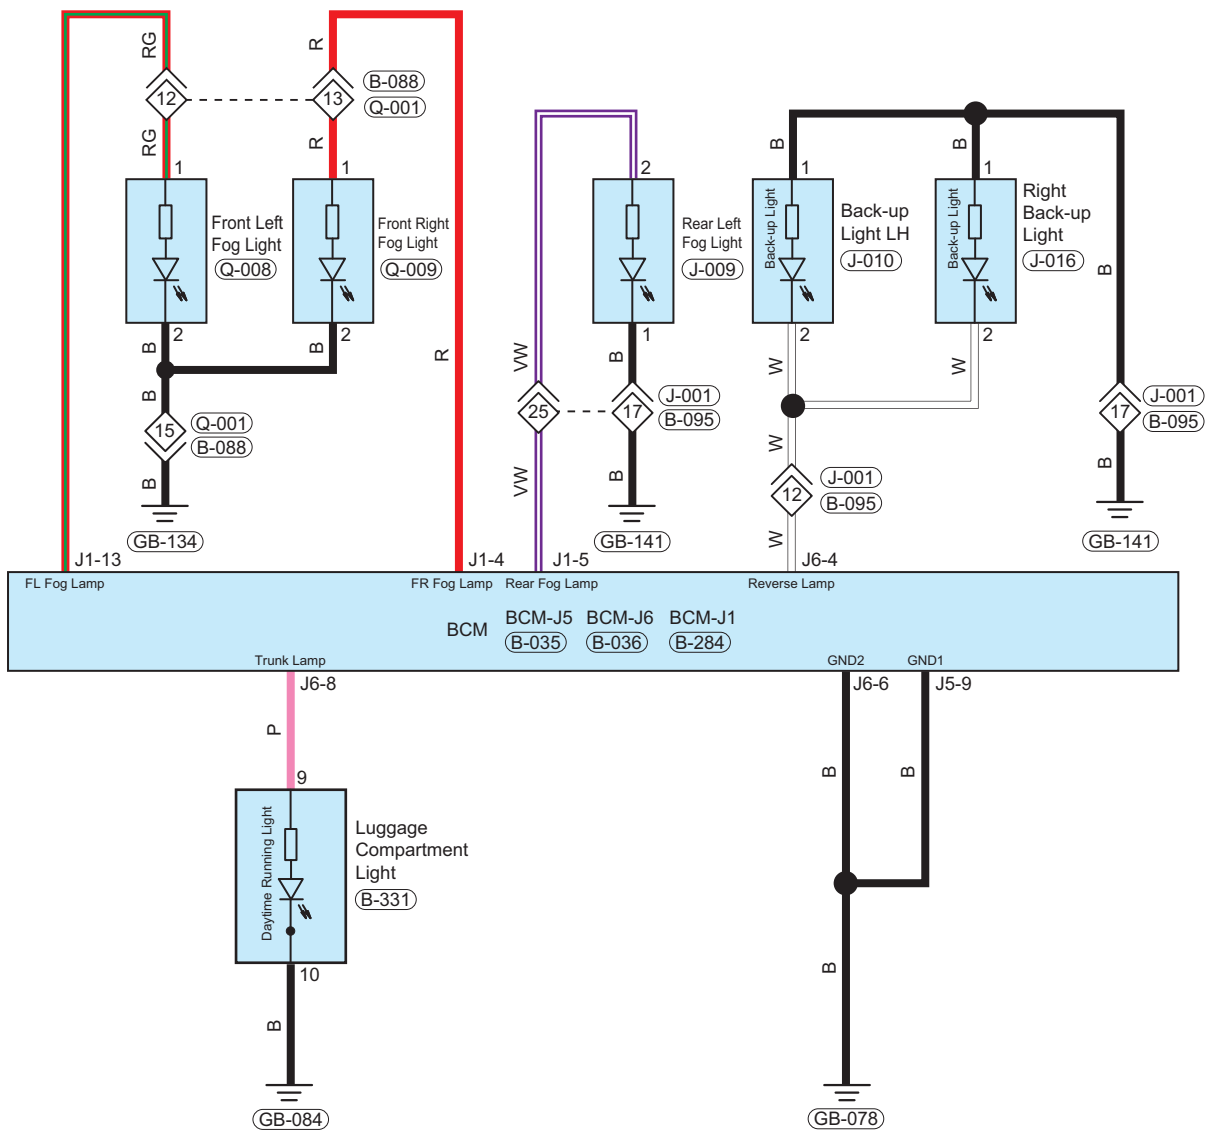 RG
R
12
13
B-088
Q-001
RG
R
1
1
Front Left
Fog Light
Q-008
Front Right
Fog Light
Q-009
2
2
B
B
B
15
Q-001
B-088
B
GB-134
R
2
Rear Left
Fog Light
J-009
1
VW
B
25
17
J-001
B-095
VW
B
GB-141
B
B
1
1
Back-up Light
Back-up
Light LH
J-010
Back-up Light
Right
Back-up
Light
J-016
2
2
W
W
B
W
12
J-001
B-095
W
17
J-001
B-095
B
GB-141
J1-13
J1-4
J1-5
J6-4
FL Fog Lamp
FR Fog Lamp
Rear Fog Lamp
Reverse Lamp
BCM
BCM-J5
B-035
BCM-J6
B-036
BCM-J1
B-284
Trunk Lamp
GND2
GND1
J6-8
J6-6
J5-9
P
B
B
9
Daytime Running Light
Luggage
Compartment
Light
B-331
10
B
B
GB-084
GB-078